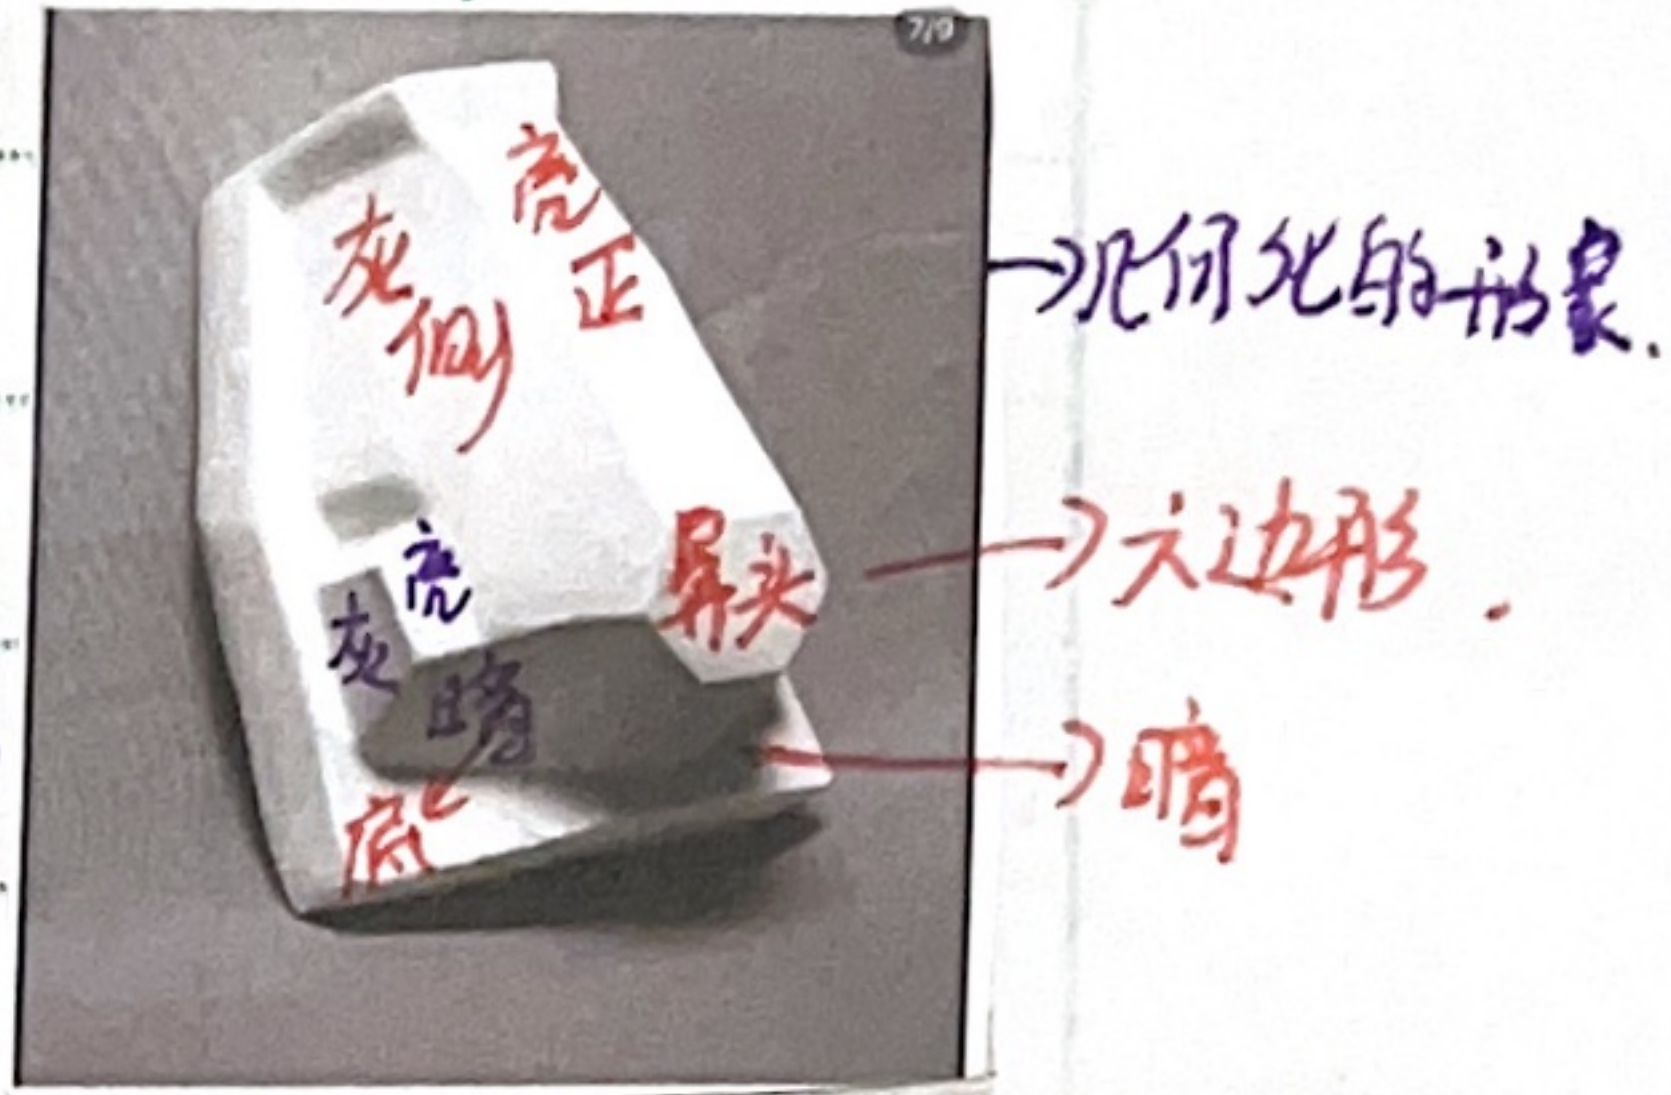 7/9
亮
正
灰
侧
→几何化的形象.
亮
灰
鼻头
→六边形.
暗
→暗
底